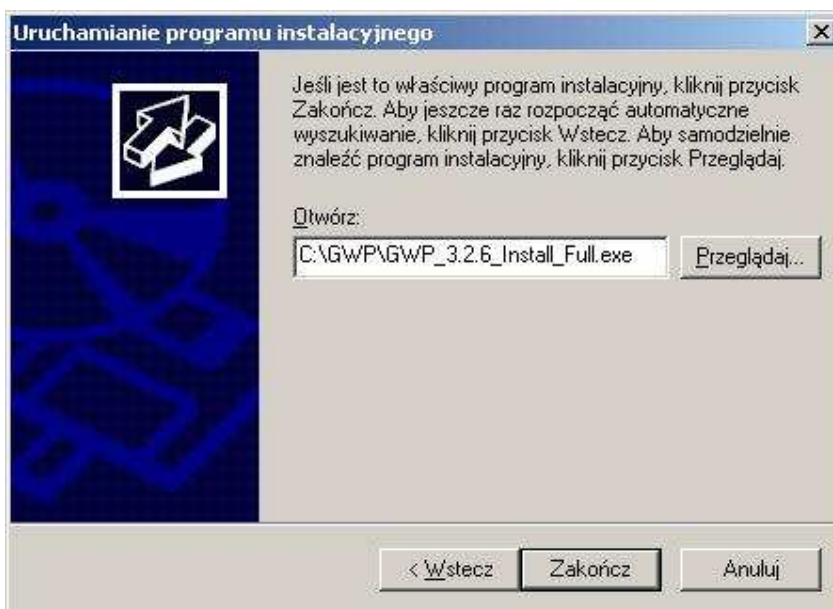 Uruchamianie programu instalacyjnego
Jeśli jest to właściwy program instalacyjny, kliknij przycisk
Zakończ. Aby jeszcze raz rozpocząć automatyczne
wyszukiwanie, kliknij przycisk Wstecz. Aby samodzielnie
znaleźć program instalacyjny, kliknij przycisk Przeglądaj.
Otwórz:
C:\GWP\GWP_3.2.6_Install_Full.exe
Przeglądaj...
< Wstecz
Zakończ
Anuluj